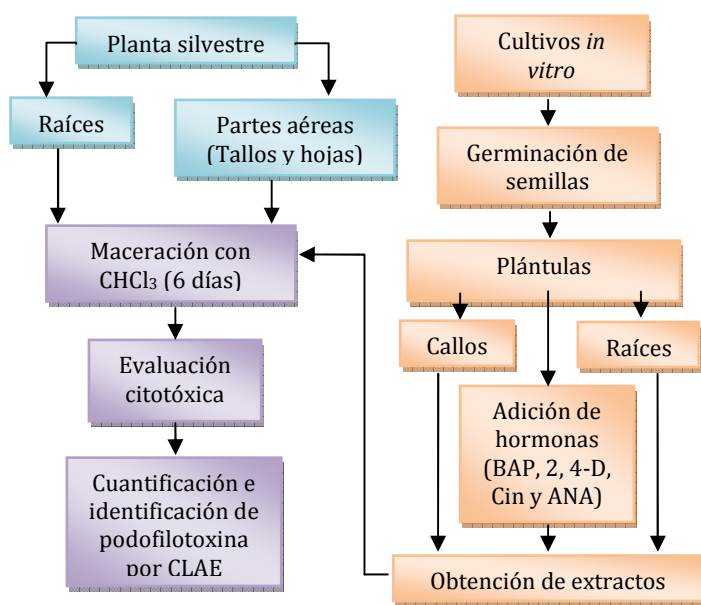 Planta silvestre
Raíces
Partes aéreas
(Tallos y hojas)
Maceración con
CHCl₃ (6 días)
Evaluación
citotóxica
Cuantificación e
identificación de
podofilotoxina
por CLAE
Cultivos in
vitro
Germinación de
semillas
Plántulas
Callos
Raíces
Adición de
hormonas
(BAP, 2, 4-D,
Cin y ANA)
Obtención de extractos